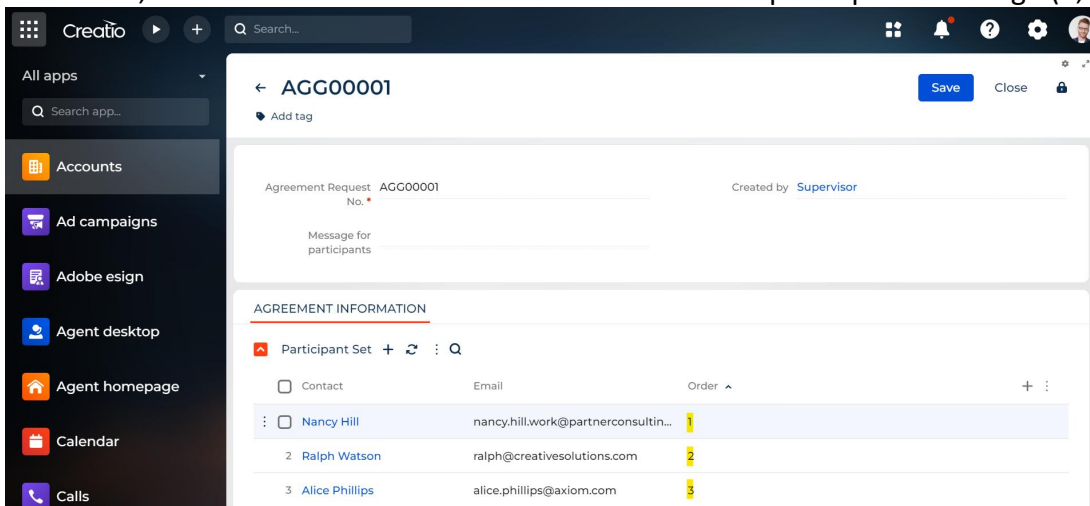 Creatio
Search...
All apps
Search app...
Accounts
Ad campaigns
Adobe esign
Agent desktop
Agent homepage
Calendar
Calls
← AGG00001
Save Close
Add tag
Agreement Request No. * AGG00001
Created by Supervisor
Message for participants
AGREEMENT INFORMATION
Participant Set
Contact Email Order
Nancy Hill nancy.hill.work@partnerconsultin... 1
2 Ralph Watson ralph@creativesolutions.com 2
3 Alice Phillips alice.phillips@axiom.com 3